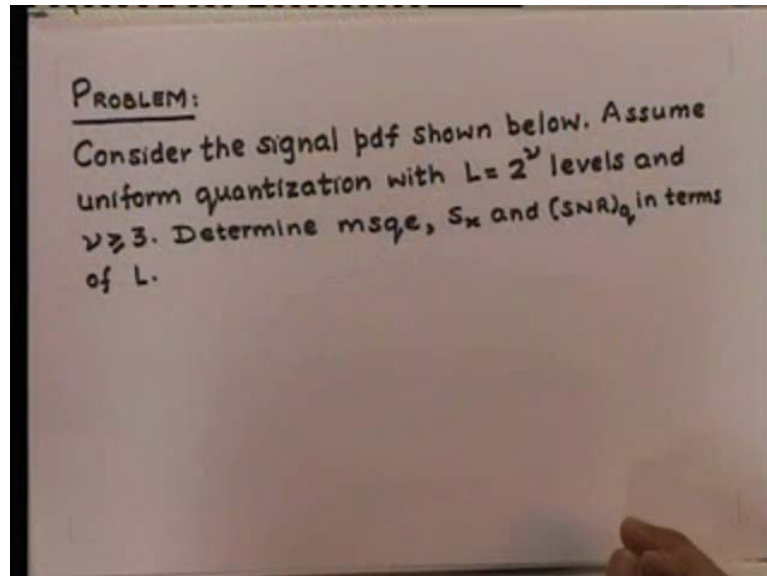 PROBLEM:
Consider the signal pdf shown below. Assume
uniform quantization with L= 2^ν levels and
ν⩾3. Determine msqe, Sx and (SNR)q in terms
of L.